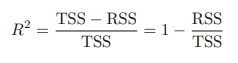 R² = (TSS − RSS) / TSS = 1 − RSS / TSS